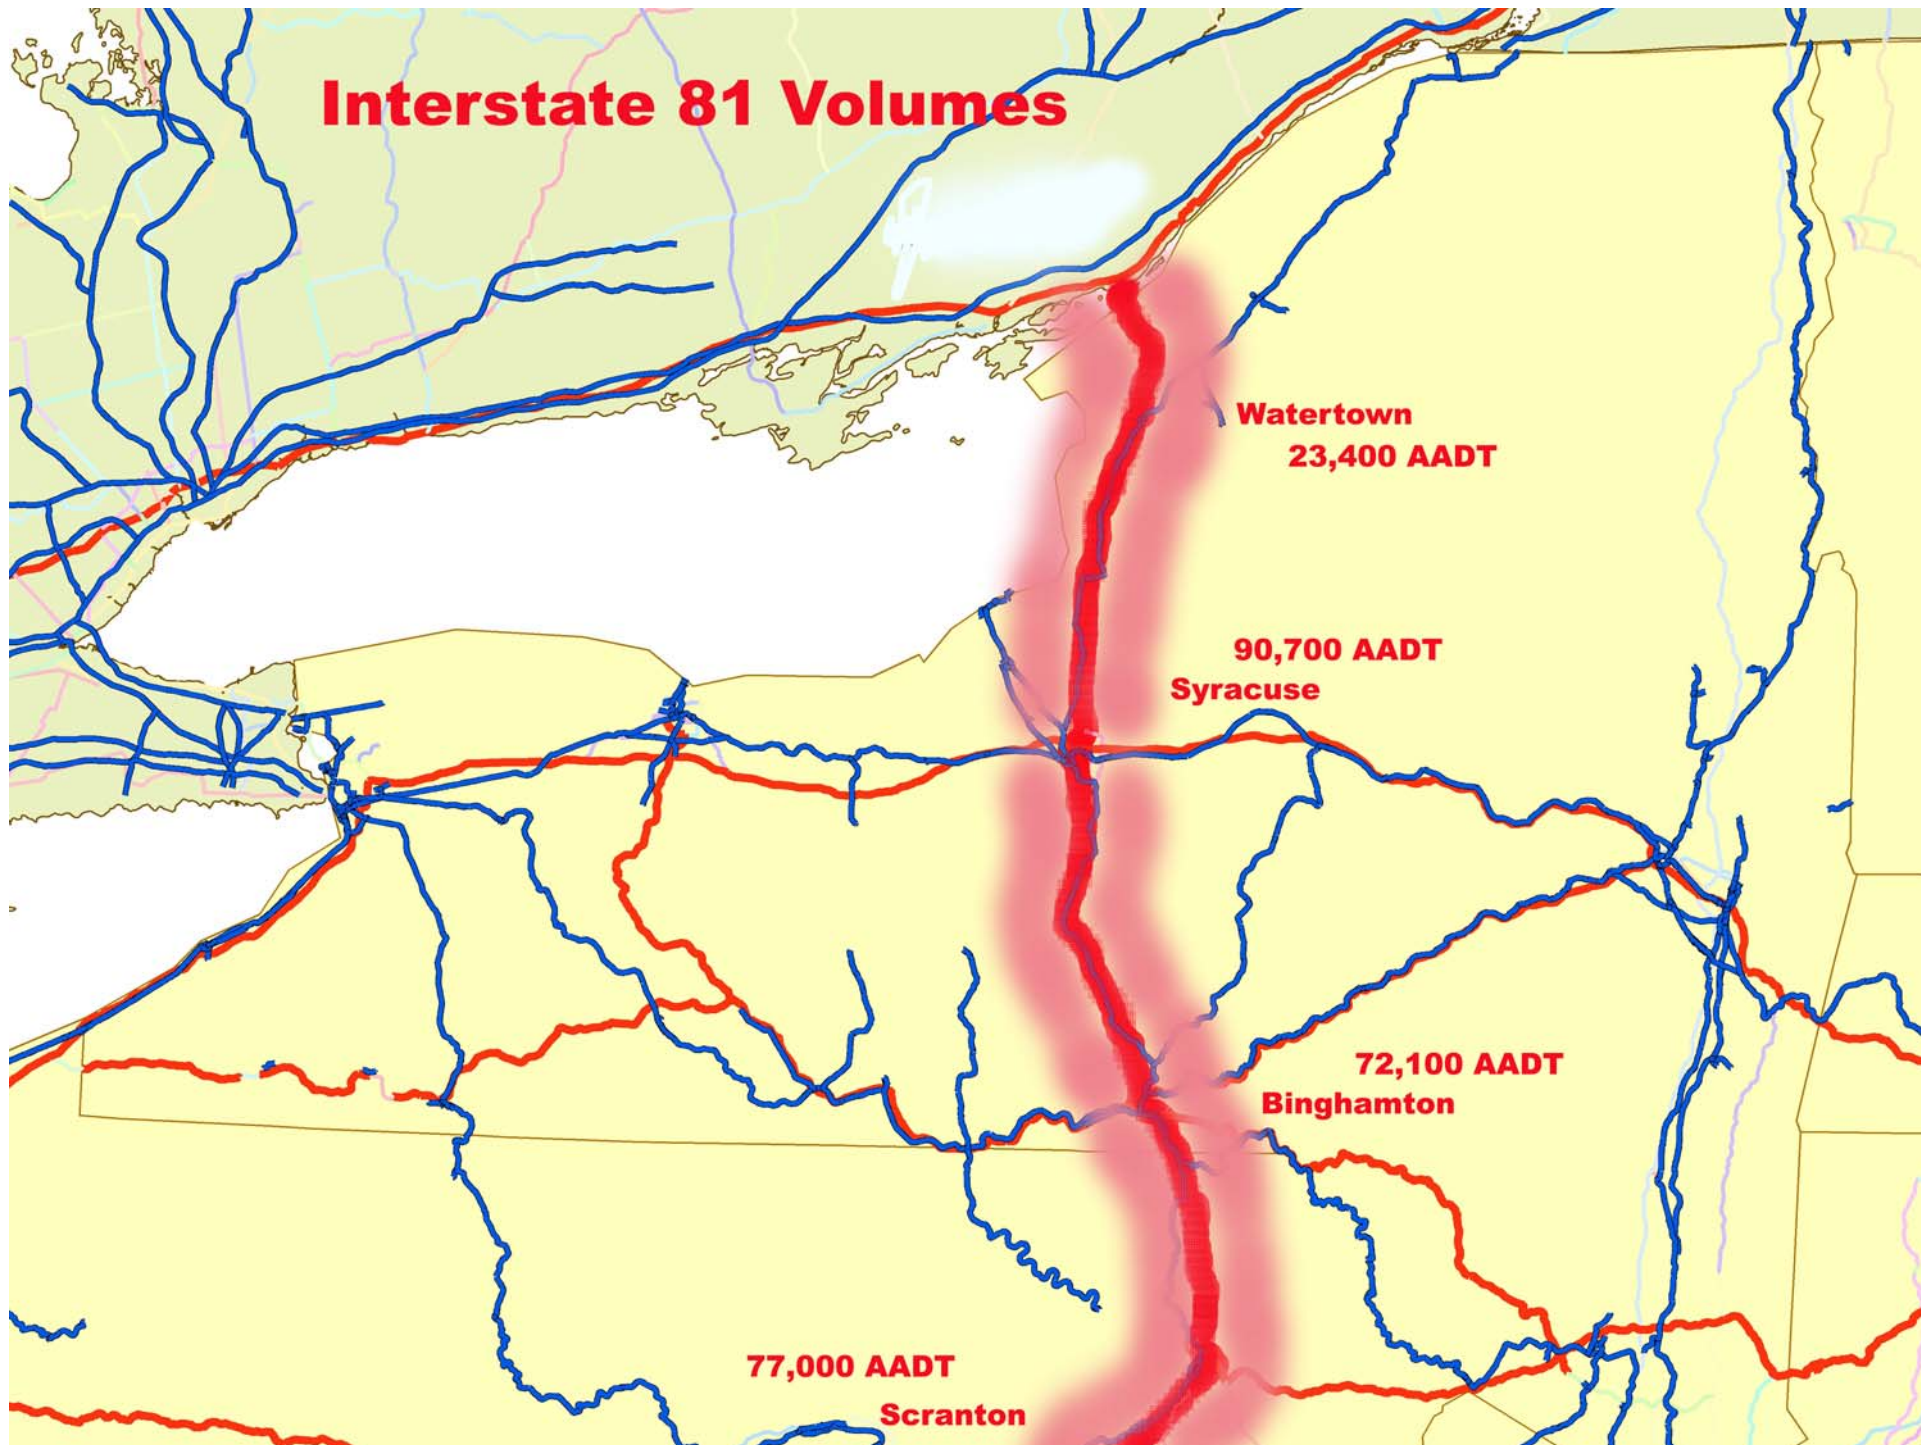 Interstate 81 Volumes
Watertown
23,400 AADT
90,700 AADT
Syracuse
72,100 AADT
Binghamton
77,000 AADT
Scranton